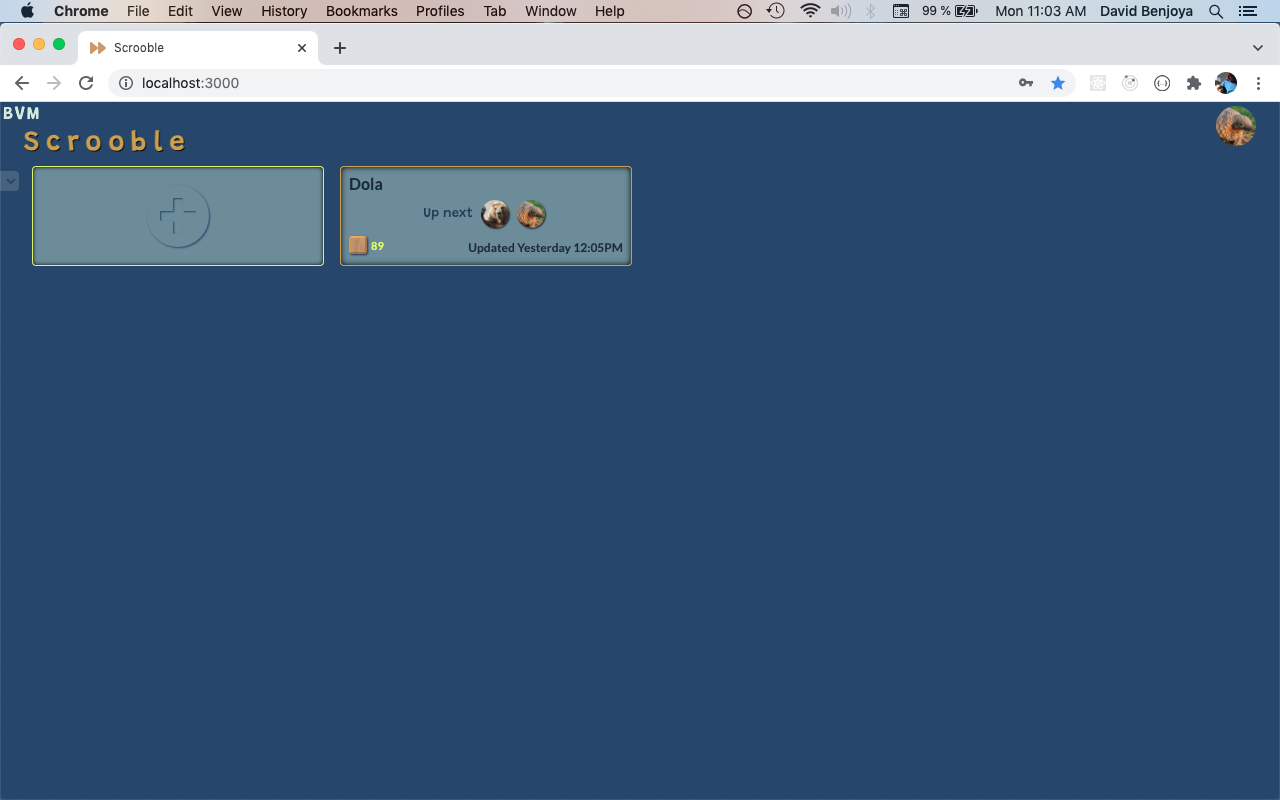 Chrome File Edit View History Bookmarks Profiles Tab Window Help 99 % Mon 11:03 AM David Benjoya
Scrooble
localhost:3000
BVM
Scrooble
Dola
Up next
89 Updated Yesterday 12:05PM